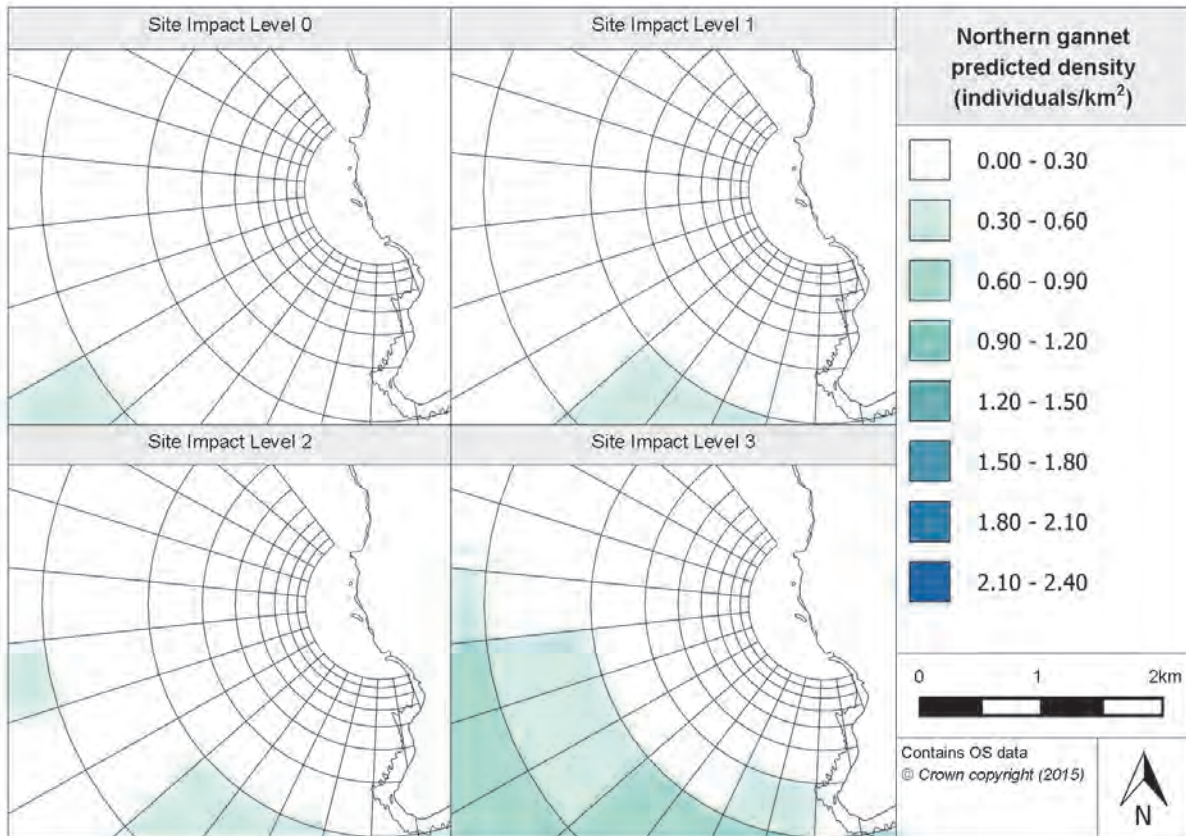 Site Impact Level 0
Site Impact Level 1
Site Impact Level 2
Site Impact Level 3
Northern gannet
predicted density
(individuals/km²)
0.00 - 0.30
0.30 - 0.60
0.60 - 0.90
0.90 - 1.20
1.20 - 1.50
1.50 - 1.80
1.80 - 2.10
2.10 - 2.40
0 1 2km
Contains OS data
© Crown copyright (2015)
N